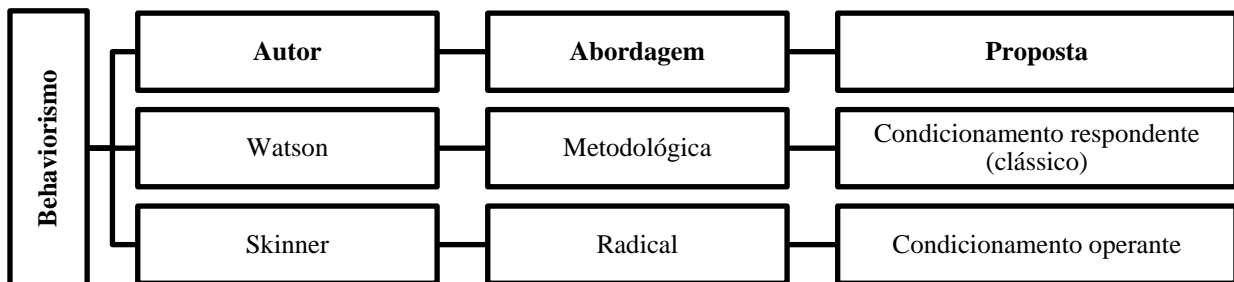 Behaviorismo
Autor
Abordagem
Proposta
Watson
Metodológica
Condicionamento respondente
(clássico)
Skinner
Radical
Condicionamento operante